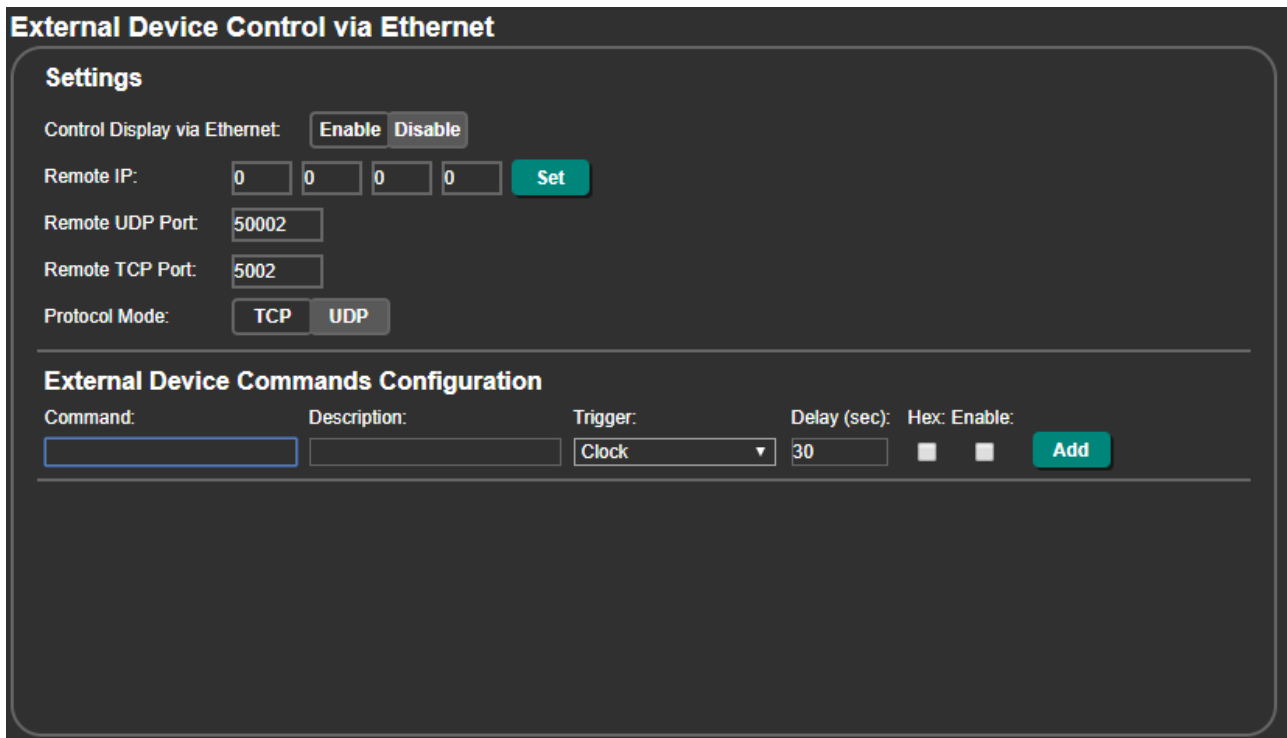 External Device Control via Ethernet
Settings
Control Display via Ethernet: Enable Disable
Remote IP: 0 0 0 0 Set
Remote UDP Port: 50002
Remote TCP Port: 5002
Protocol Mode: TCP UDP
External Device Commands Configuration
Command: Description: Trigger: Delay (sec): Hex: Enable:
Clock 30 Add